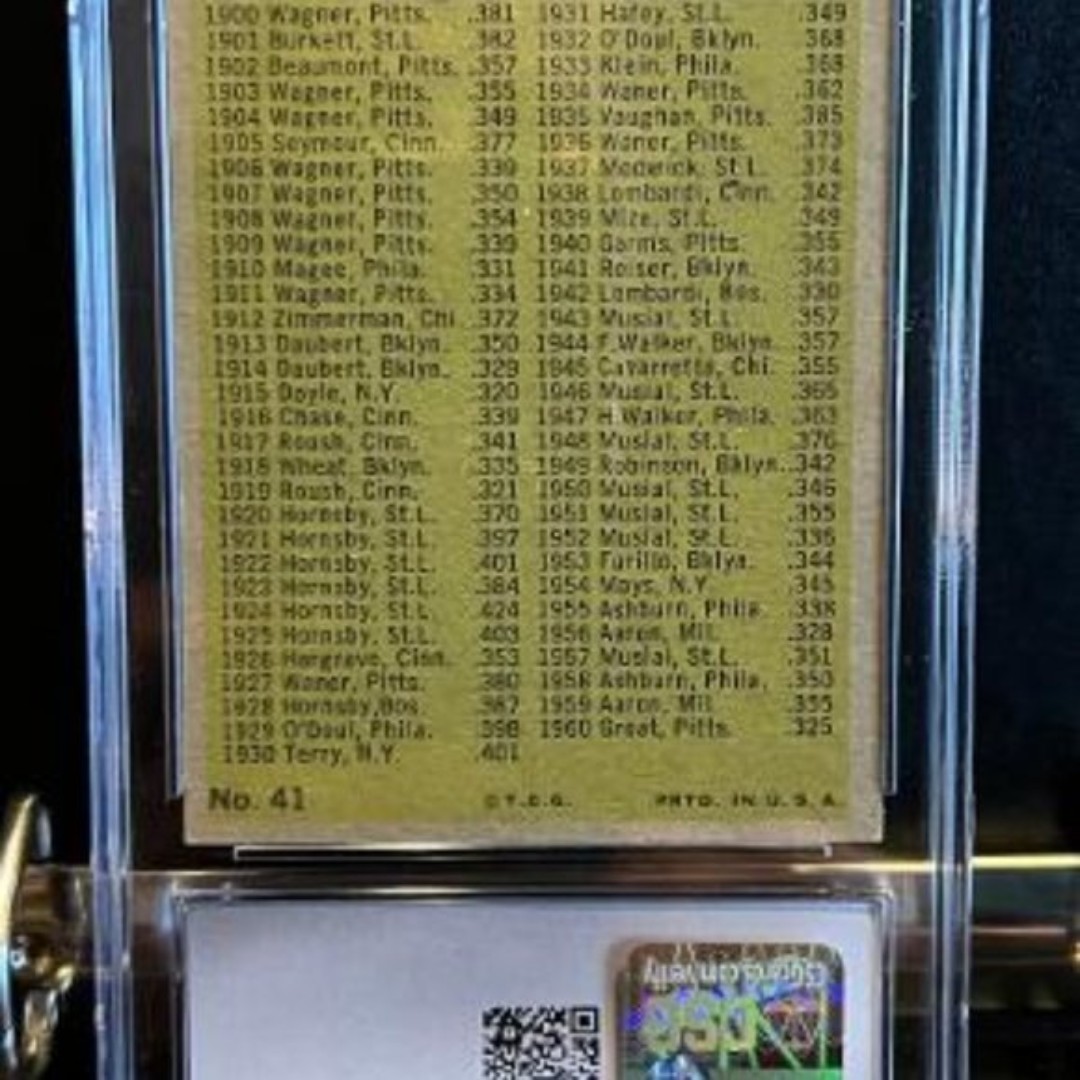 1900 Wagner, Pitts. .381 1931 Hafey, St.L. .349
1901 Burkett, St.L. .382 1932 O'Doul, Bklyn. .368
1902 Beaumont, Pitts. .357 1933 Klein, Phila. .368
1903 Wagner, Pitts. .355 1934 Waner, Pitts. .362
1904 Wagner, Pitts. .349 1935 Vaughan, Pitts. .385
1905 Seymour, Cinn. .377 1936 Waner, Pitts. .373
1906 Wagner, Pitts. .339 1937 Medwick, St.L. .374
1907 Wagner, Pitts. .350 1938 Lombardi, Cinn. .342
1908 Wagner, Pitts. .354 1939 Mize, St.L. .349
1909 Wagner, Pitts. .339 1940 Garms, Pitts. .355
1910 Magee, Phila. .331 1941 Reiser, Bklyn. .343
1911 Wagner, Pitts. .334 1942 Lombardi, Bos. .330
1912 Zimmerman, Chi. .372 1943 Musial, St.L. .357
1913 Daubert, Bklyn. .350 1944 F.Walker, Bklyn. .357
1914 Daubert, Bklyn. .329 1945 Cavarretta, Chi. .355
1915 Doyle, N.Y. .320 1946 Musial, St.L. .365
1916 Chase, Cinn. .339 1947 H.Walker, Phila. .363
1917 Roush, Cinn. .341 1948 Musial, St.L. .376
1918 Wheat, Bklyn. .335 1949 Robinson, Bklyn. .342
1919 Roush, Cinn. .321 1950 Musial, St.L. .346
1920 Hornsby, St.L. .370 1951 Musial, St.L. .355
1921 Hornsby, St.L. .397 1952 Musial, St.L. .336
1922 Hornsby, St.L. .401 1953 Furillo, Bklyn. .344
1923 Hornsby, St.L. .384 1954 Mays, N.Y. .345
1924 Hornsby, St.L. .424 1955 Ashburn, Phila. .338
1925 Hornsby, St.L. .403 1956 Aaron, Mil. .328
1926 Hargrave, Cinn. .353 1957 Musial, St.L. .351
1927 Waner, Pitts. .380 1958 Ashburn, Phila. .350
1928 Hornsby, Bos. .387 1959 Aaron, Mil. .355
1929 O'Doul, Phila. .398 1960 Groat, Pitts. .325
1930 Terry, N.Y. .401
No. 41 © T.C.G. PRTD. IN U.S.A.